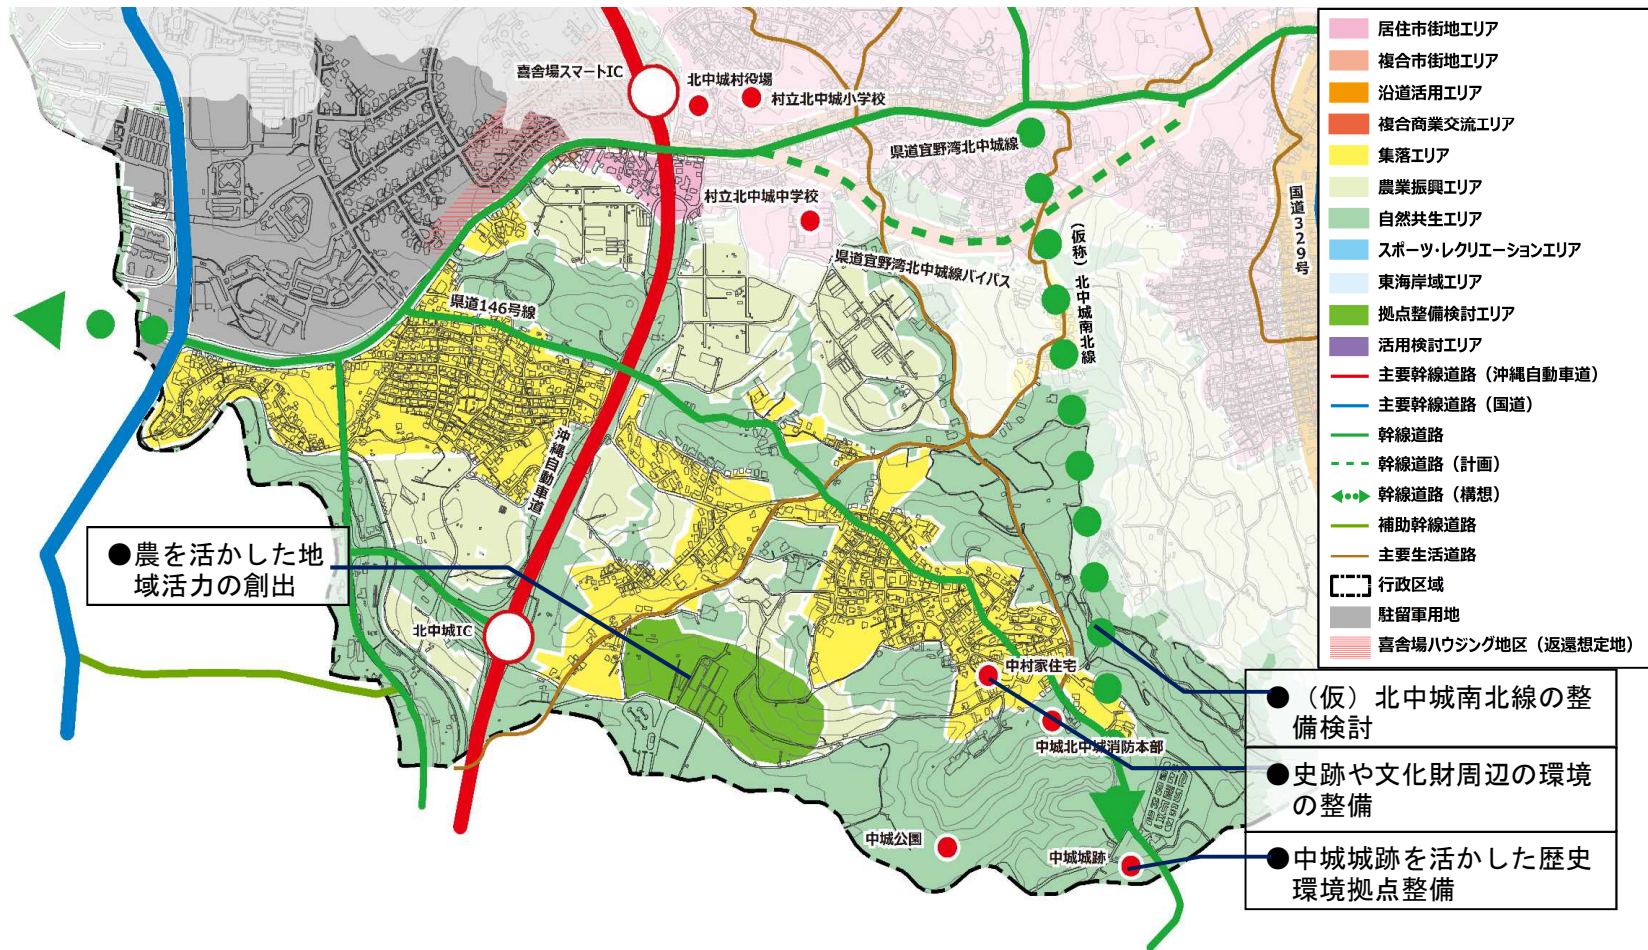 喜舎場スマートIC
北中城村役場
村立北中城小学校
県道宜野湾北中城線
村立北中城中学校
県道宜野湾北中城線バイパス
(仮称)北中城南北線
国道329号
県道146号線
沖縄自動車道
●農を活かした地
域活力の創出
北中城IC
中村家住宅
中城北中城消防本部
中城公園
中城城跡
居住市街地エリア
複合市街地エリア
沿道活用エリア
複合商業交流エリア
集落エリア
農業振興エリア
自然共生エリア
スポーツ・レクリエーションエリア
東海岸域エリア
拠点整備検討エリア
活用検討エリア
主要幹線道路(沖縄自動車道)
主要幹線道路(国道)
幹線道路
幹線道路(計画)
幹線道路(構想)
補助幹線道路
主要生活道路
行政区域
駐留軍用地
喜舎場ハウジング地区(返還想定地)
●(仮)北中城南北線の整
備検討
●史跡や文化財周辺の環境
の整備
●中城城跡を活かした歴史
環境拠点整備